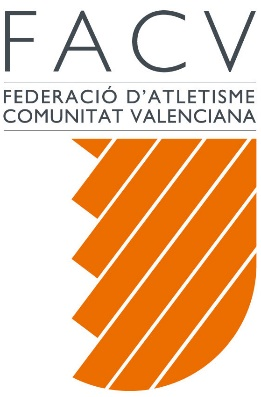 FACV
FEDERACIÓ D'ATLETISME
COMUNITAT VALENCIANA